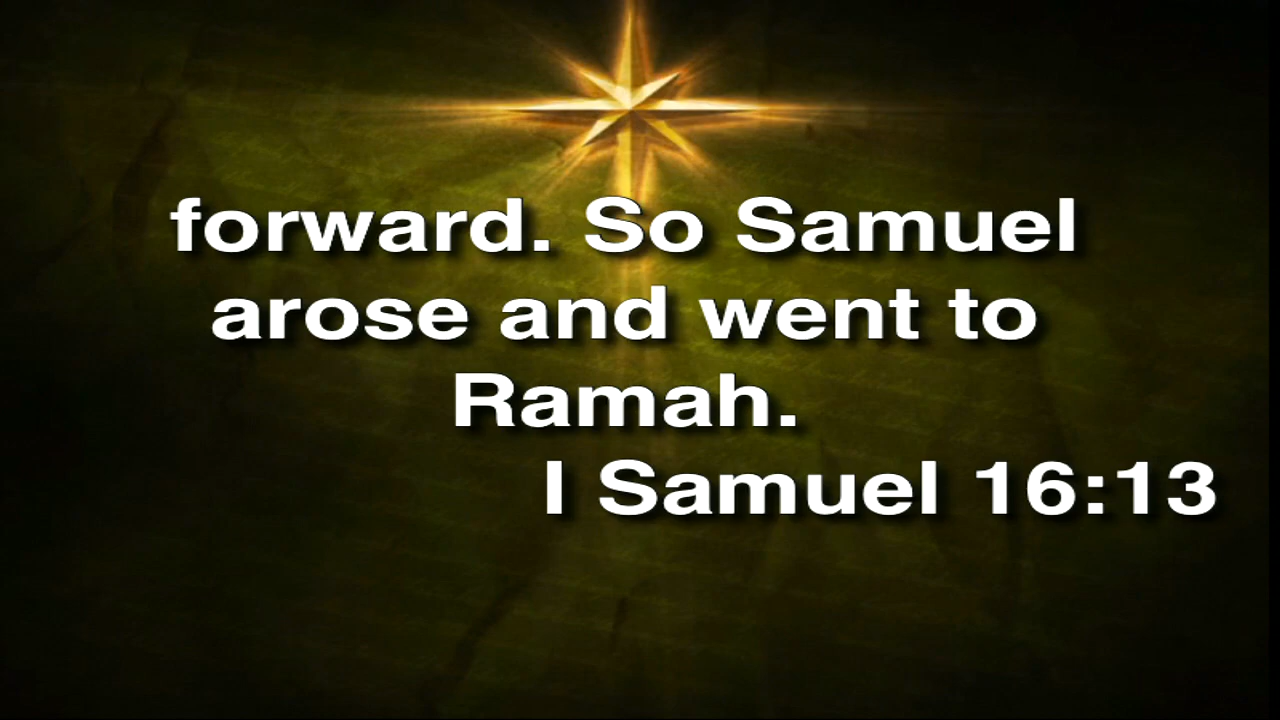 forward. So Samuel
arose and went to
Ramah.
I Samuel 16:13